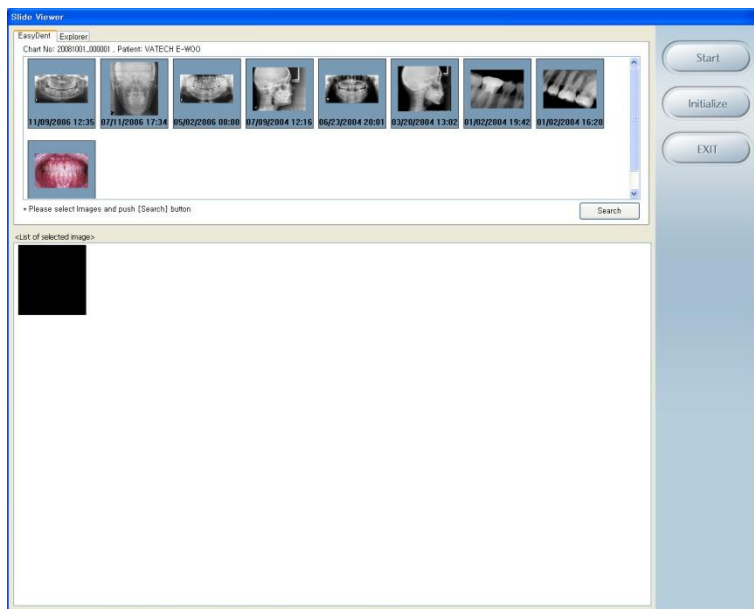 Slide Viewer
EasyDent Explorer
Chart No: 20081001_000001 , Patient: VATECH E-WOO
11/09/2006 12:35 07/11/2006 17:34 05/02/2006 00:00 07/09/2004 12:16 06/23/2004 20:01 03/20/2004 13:02 01/02/2004 19:42 01/02/2004 16:20
* Please select Images and push [Search] button
Search
<List of selected image>
Start
Initialize
EXIT